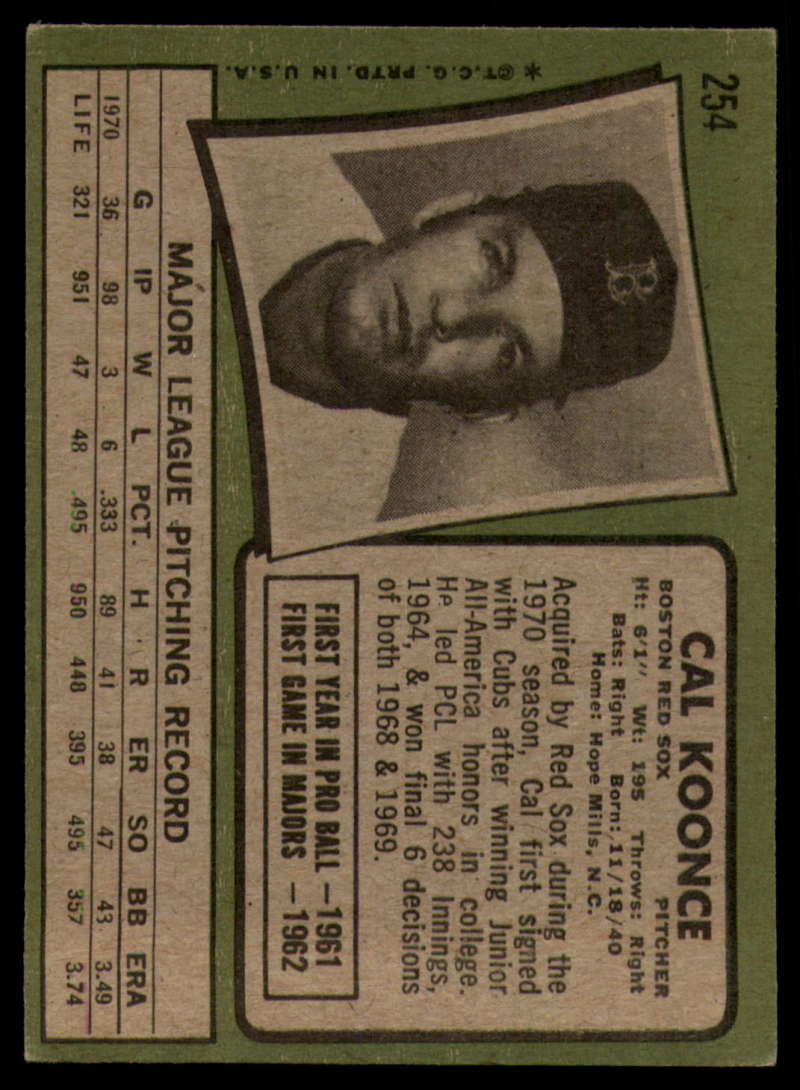 254
*©T.C.G. PRTD. IN U.S.A.
B
CAL KOONCE
BOSTON RED SOX PITCHER
Ht: 6'1" Wt: 195 Throws: Right
Bats: Right Born: 11/18/40
Home: Hope Mills, N.C.
Acquired by Red Sox during the
1970 season, Cal first signed
with Cubs after winning Junior
All-America honors in college.
He led PCL with 238 Innings,
1964, & won final 6 decisions
of both 1968 & 1969.
FIRST YEAR IN PRO BALL —1961
FIRST GAME IN MAJORS —1962
MAJOR LEAGUE PITCHING RECORD
G IP W L PCT. H R ER SO BB ERA
1970 36 98 3 6 .333 89 41 38 47 43 3.49
LIFE 321 951 47 48 .495 950 448 395 495 357 3.74